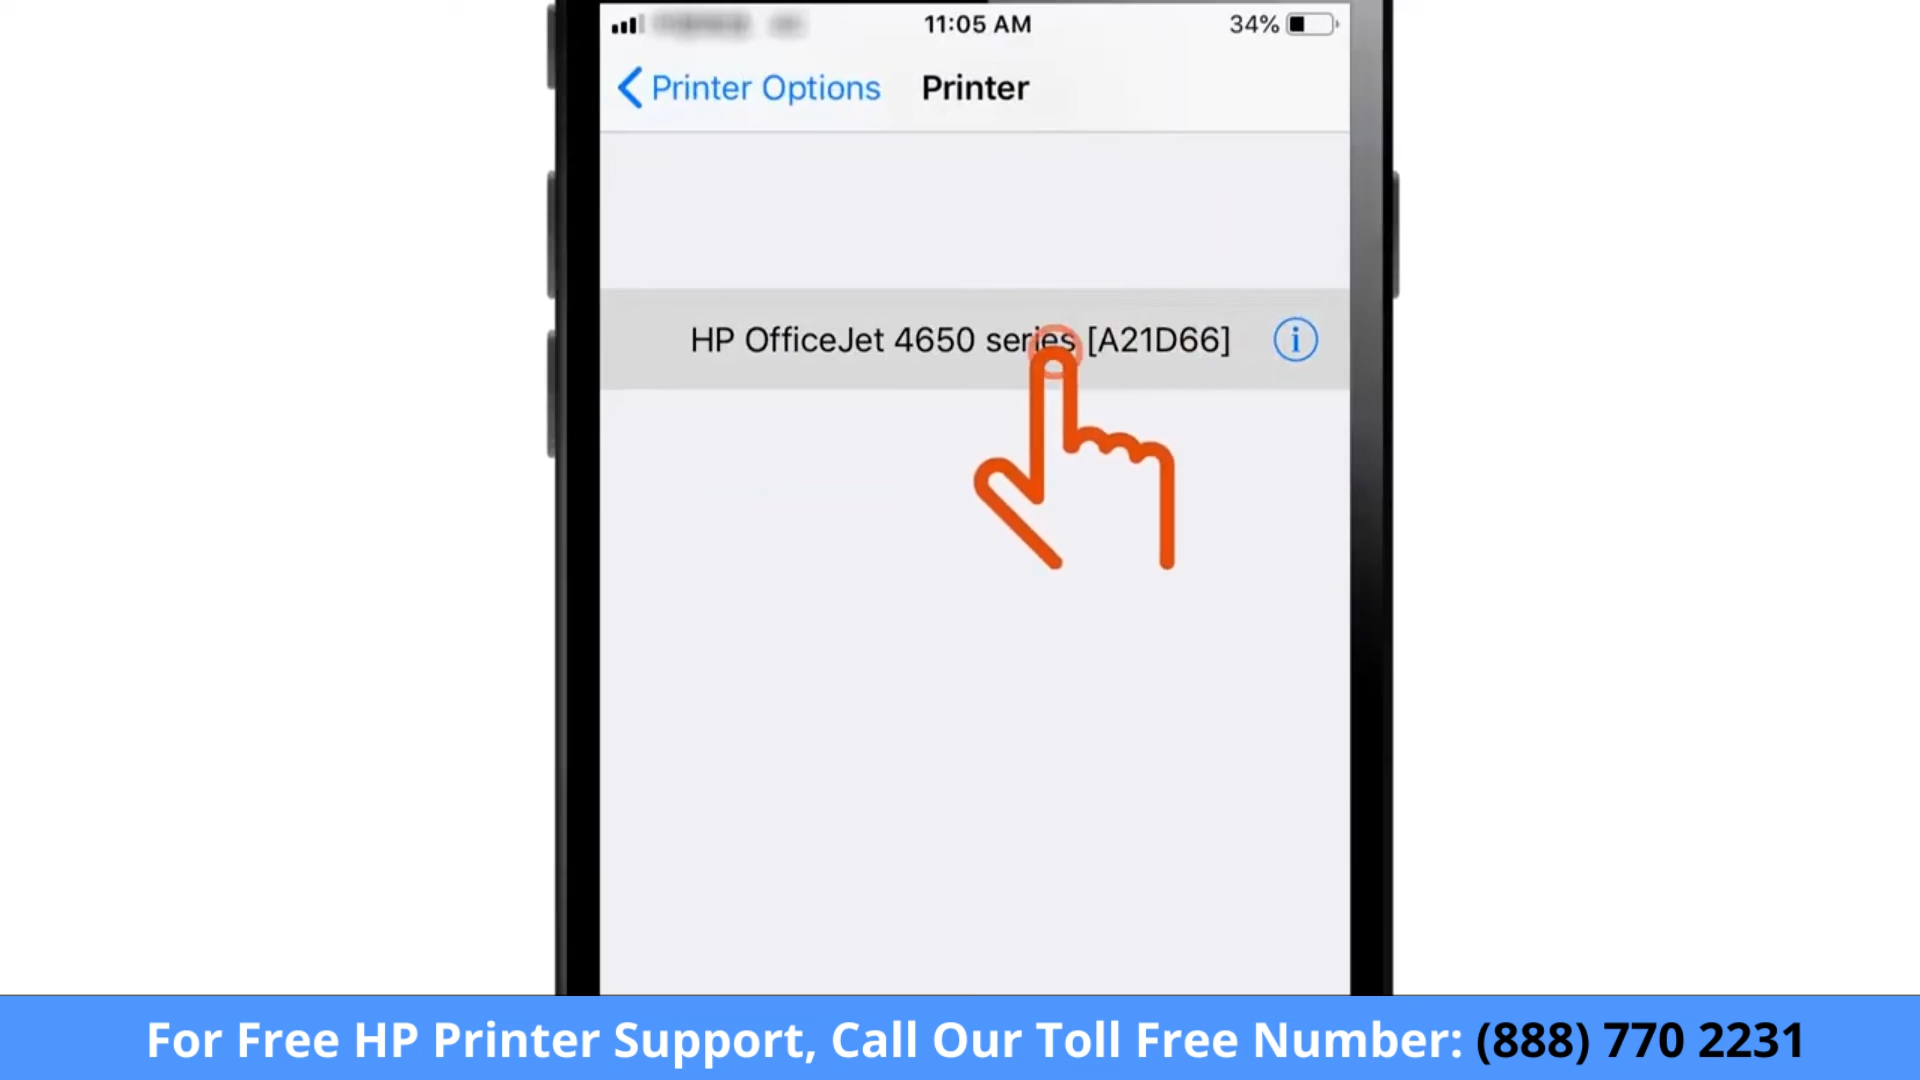 11:05 AM
34%
Printer Options
Printer
HP OfficeJet 4650 series [A21D66]
For Free HP Printer Support, Call Our Toll Free Number: (888) 770 2231